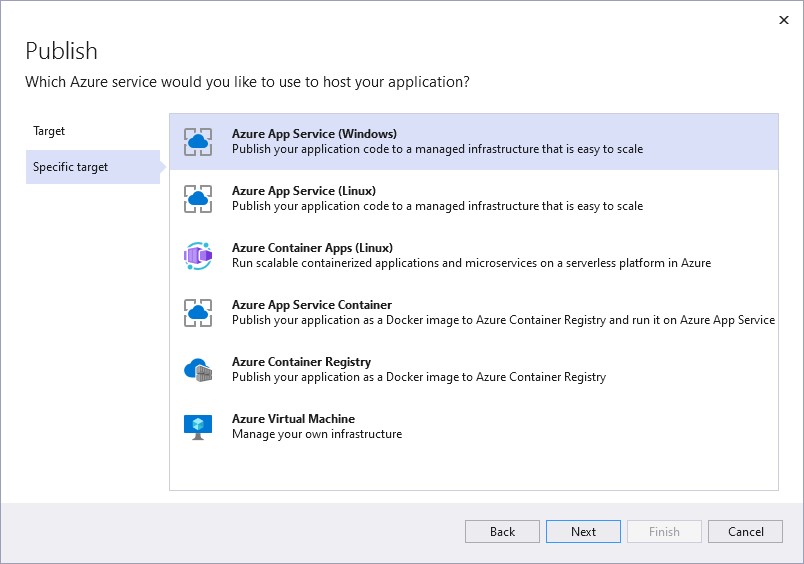 Publish
Which Azure service would you like to use to host your application?
Target
Specific target
Azure App Service (Windows)
Publish your application code to a managed infrastructure that is easy to scale
Azure App Service (Linux)
Publish your application code to a managed infrastructure that is easy to scale
Azure Container Apps (Linux)
Run scalable containerized applications and microservices on a serverless platform in Azure
Azure App Service Container
Publish your application as a Docker image to Azure Container Registry and run it on Azure App Service
Azure Container Registry
Publish your application as a Docker image to Azure Container Registry
Azure Virtual Machine
Manage your own infrastructure
Back
Next
Finish
Cancel